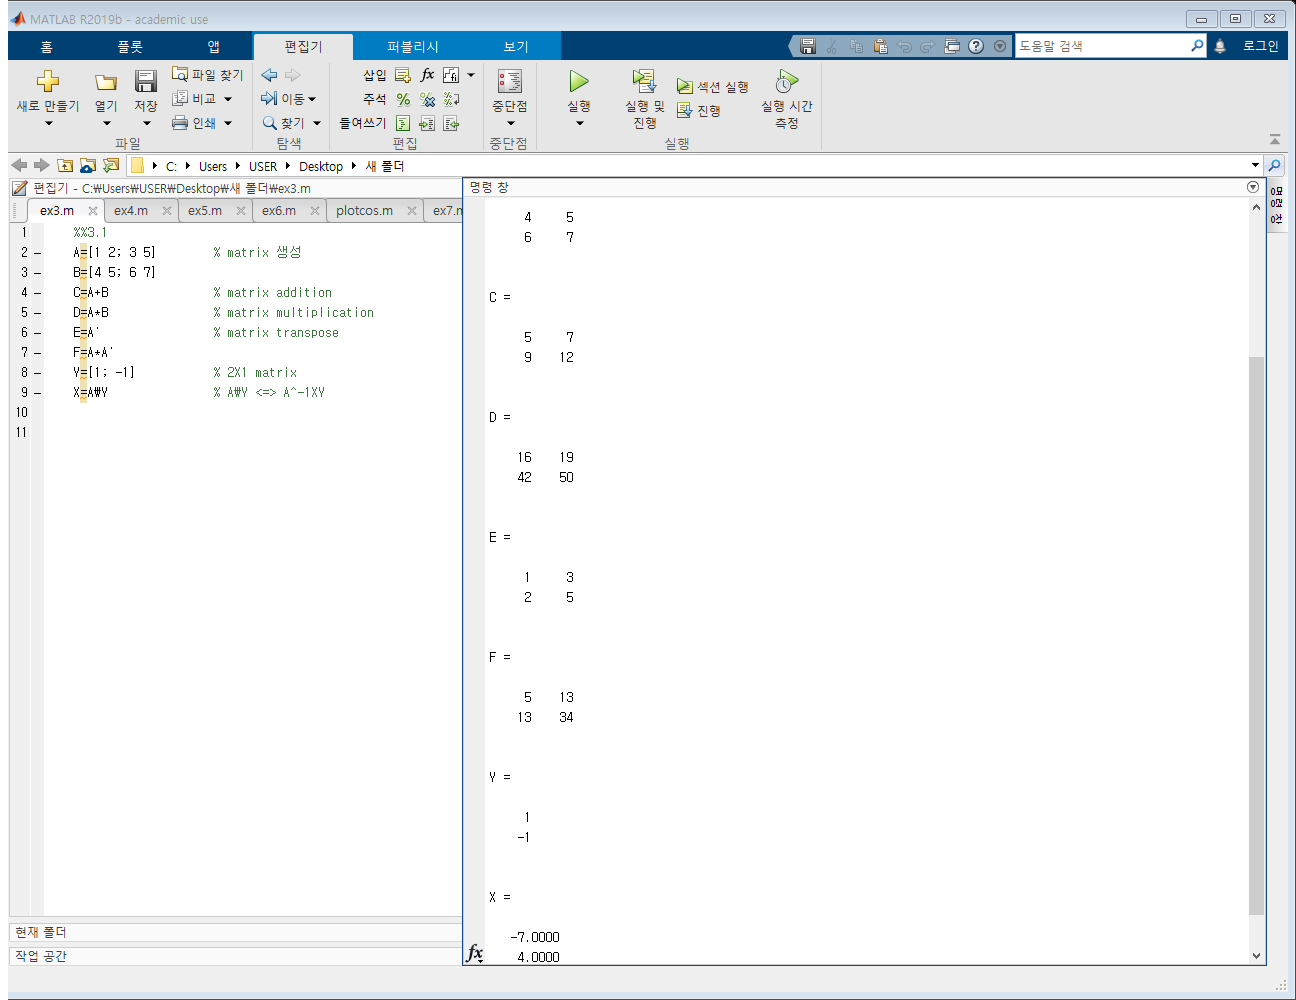 MATLAB R2019b - academic use
홈 플롯 앱 편집기 퍼블리시 보기 도움말 검색 로그인
새로 만들기
열기
저장
파일 찾기
비교
인쇄
파일
이동
찾기
탐색
삽입 fx
주석
들여쓰기
편집
중단점
중단점
실행
실행 및
진행
섹션 실행
진행
실행 시간
측정
실행
C: Users USER Desktop 새 폴더
편집기 - C:₩Users₩USER₩Desktop₩새 폴더₩ex3.m
ex3.m ex4.m ex5.m ex6.m plotcos.m ex7.m
1 %%3.1
2 – A=[1 2; 3 5] % matrix 생성
3 – B=[4 5; 6 7]
4 – C=A+B % matrix addition
5 – D=A*B % matrix multiplication
6 – E=A' % matrix transpose
7 – F=A*A'
8 – Y=[1; -1] % 2X1 matrix
9 – X=A₩Y % A₩Y <=> A^-1XY
10
11
현재 폴더
작업 공간
명령 창
4 5
6 7
C =
5 7
9 12
D =
16 19
42 50
E =
1 3
2 5
F =
5 13
13 34
Y =
1
-1
X =
-7.0000
4.0000
fx
명령 창